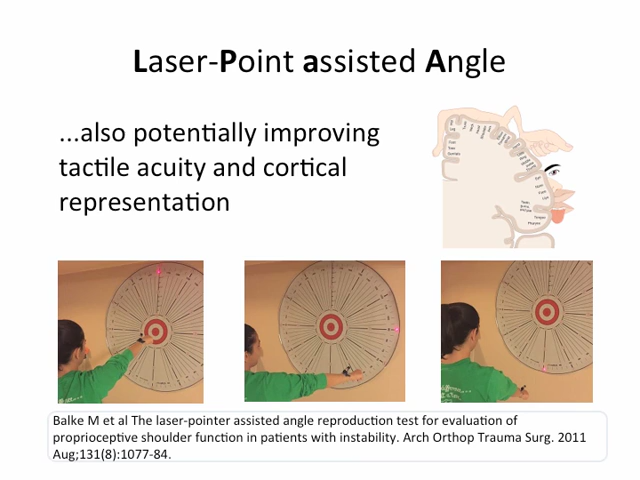 Laser-Point assisted Angle
...also potentially improving
tactile acuity and cortical
representation
Balke M et al The laser-pointer assisted angle reproduction test for evaluation of
proprioceptive shoulder function in patients with instability. Arch Orthop Trauma Surg. 2011
Aug;131(8):1077-84.